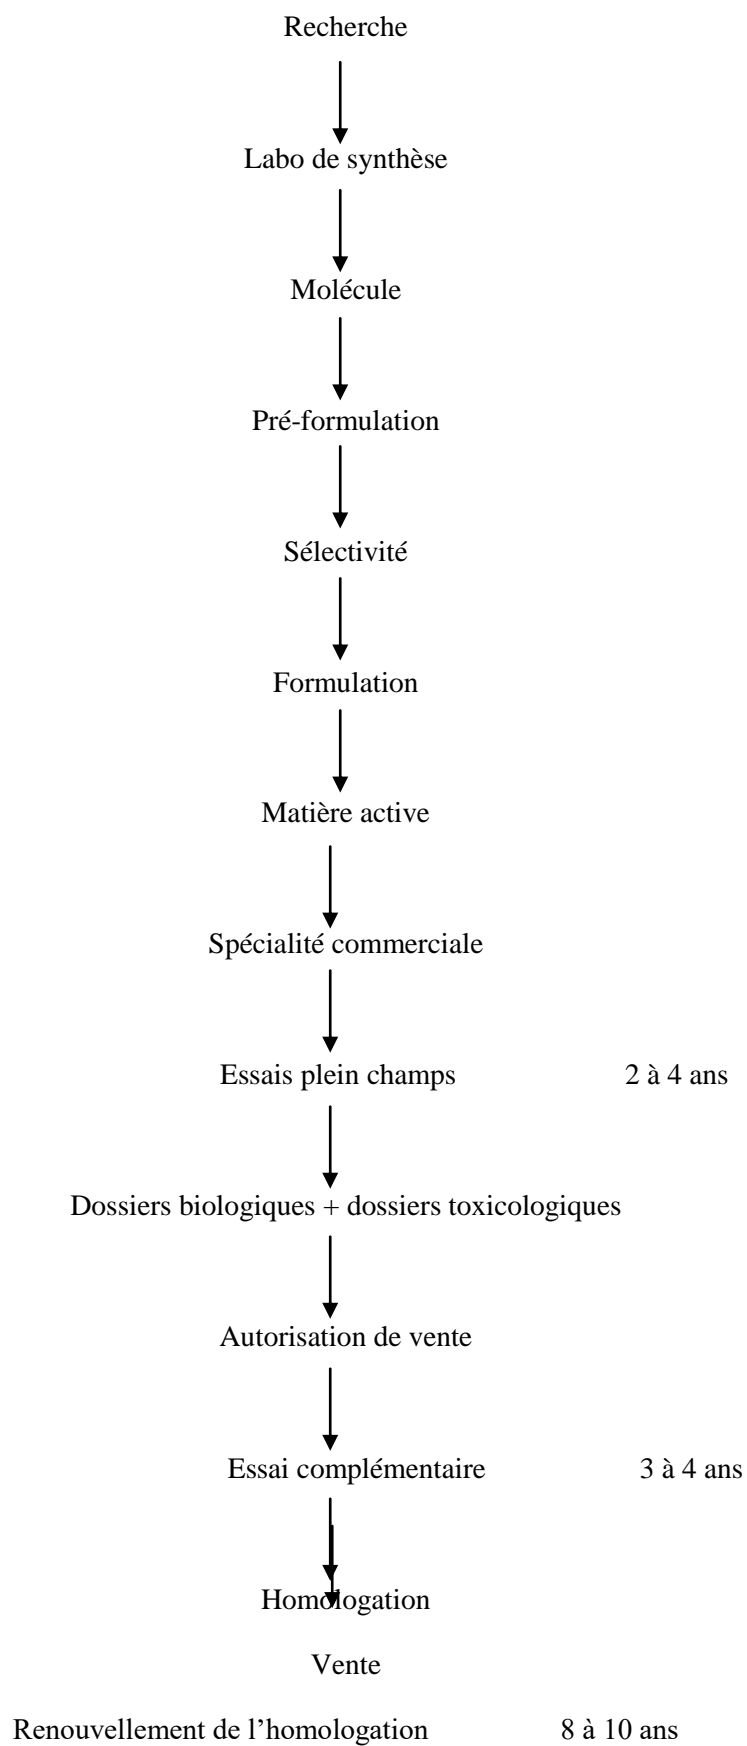 Recherche
Labo de synthèse
Molécule
Pré-formulation
Sélectivité
Formulation
Matière active
Spécialité commerciale
Essais plein champs 2 à 4 ans
Dossiers biologiques + dossiers toxicologiques
Autorisation de vente
Essai complémentaire 3 à 4 ans
Homologation
Vente
Renouvellement de l’homologation 8 à 10 ans